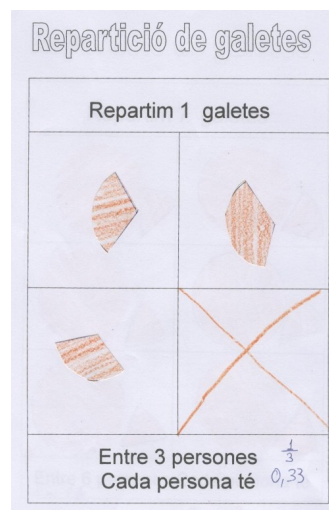 Repartició de galetes
Repartim 1 galetes
Entre 3 persones 1/3
Cada persona té 0,33